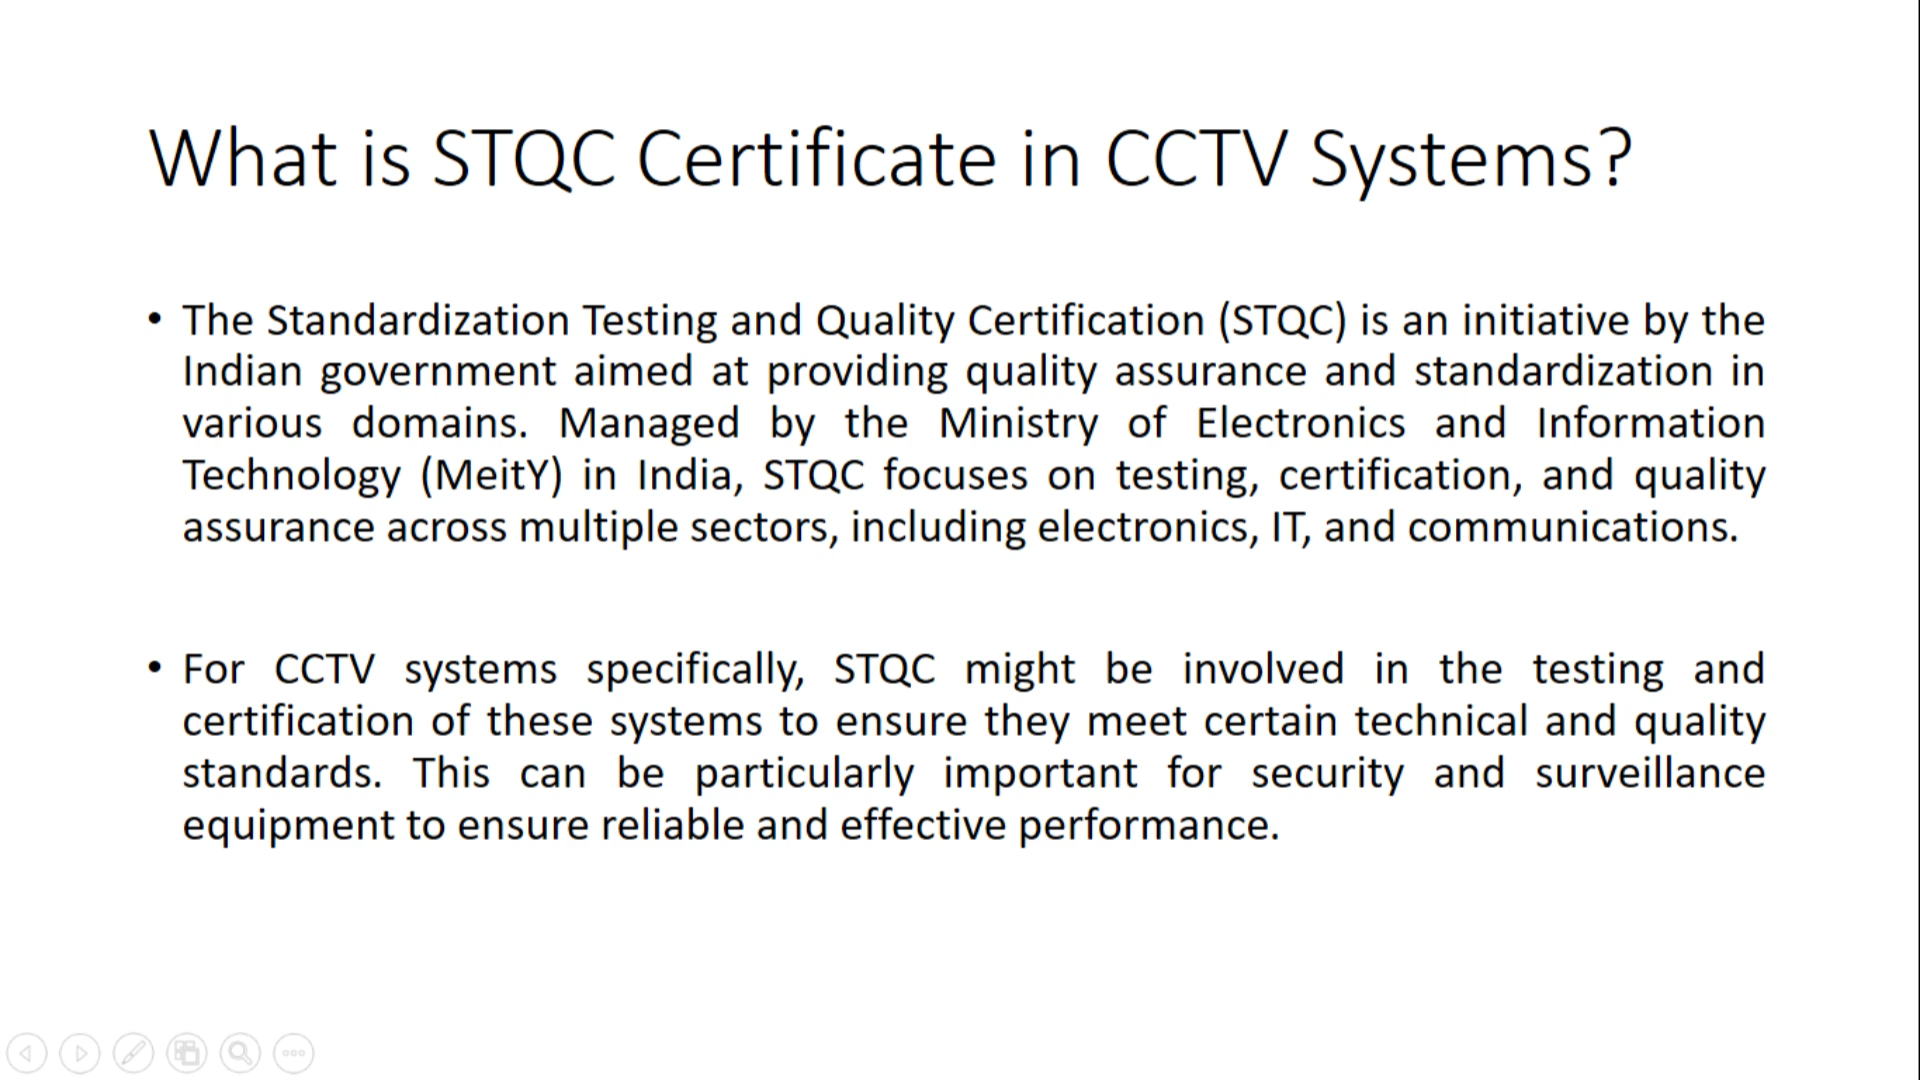 What is STQC Certificate in CCTV Systems?
• The Standardization Testing and Quality Certification (STQC) is an initiative by the
Indian government aimed at providing quality assurance and standardization in
various domains. Managed by the Ministry of Electronics and Information
Technology (MeitY) in India, STQC focuses on testing, certification, and quality
assurance across multiple sectors, including electronics, IT, and communications.
• For CCTV systems specifically, STQC might be involved in the testing and
certification of these systems to ensure they meet certain technical and quality
standards. This can be particularly important for security and surveillance
equipment to ensure reliable and effective performance.